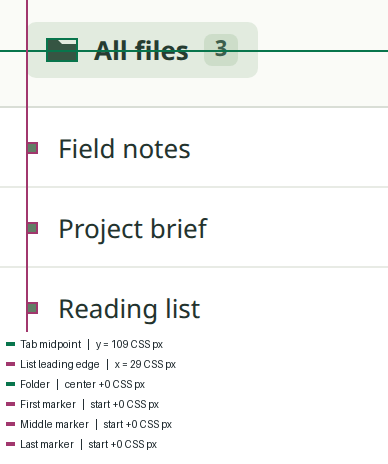 All files 3
Field notes
Project brief
Reading list
Tab midpoint | y = 109 CSS px
List leading edge | x = 29 CSS px
Folder | center +0 CSS px
First marker | start +0 CSS px
Middle marker | start +0 CSS px
Last marker | start +0 CSS px